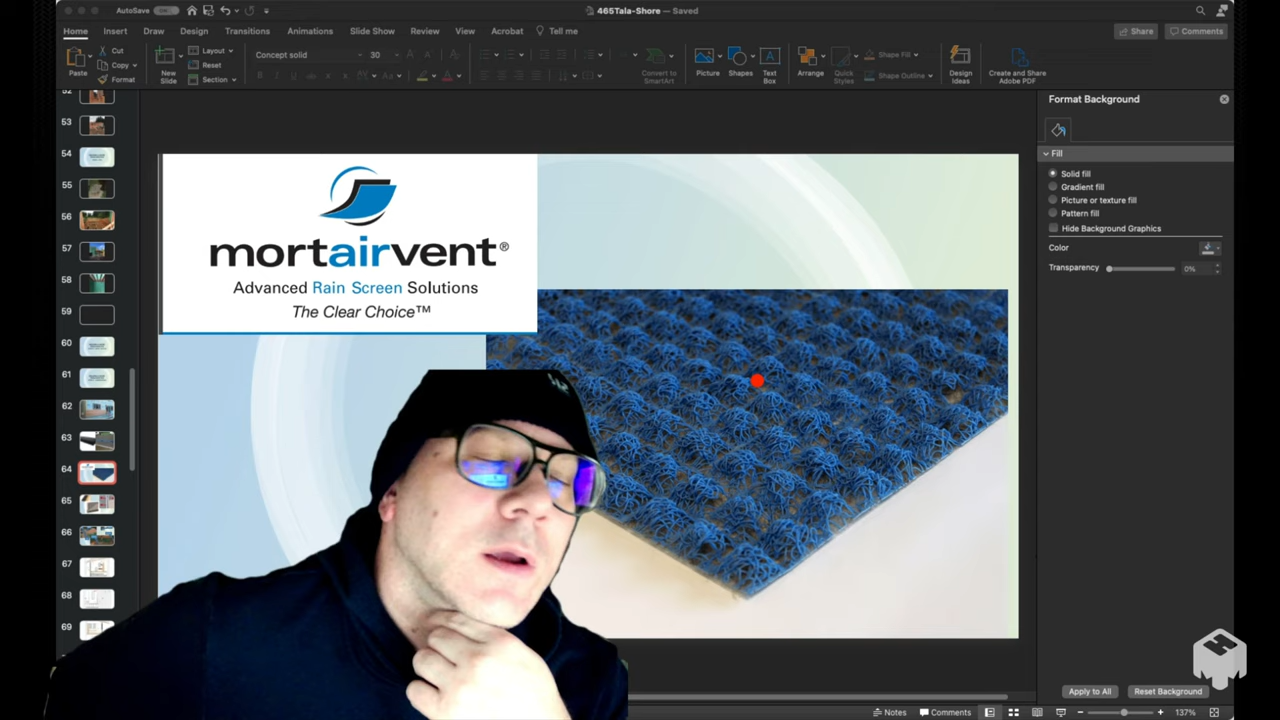 AutoSave
465Tala-Shore — Saved
Home Insert Draw Design Transitions Animations Slide Show Review View Acrobat Tell me
Share Comments
Paste
Cut
Copy
Format
New Slide
Layout
Reset
Section
Concept solid 30
Convert to SmartArt
Picture
Shapes
Text Box
Arrange
Quick Styles
Shape Fill
Shape Outline
Design Ideas
Create and Share Adobe PDF
52
53
54
55
56
57
58
59
60
61
62
63
64
65
66
67
68
69
mortairvent®
Advanced Rain Screen Solutions
The Clear Choice™
Format Background
Fill
Solid fill
Gradient fill
Picture or texture fill
Pattern fill
Hide Background Graphics
Color
Transparency 0%
Apply to All Reset Background
Notes Comments 137%